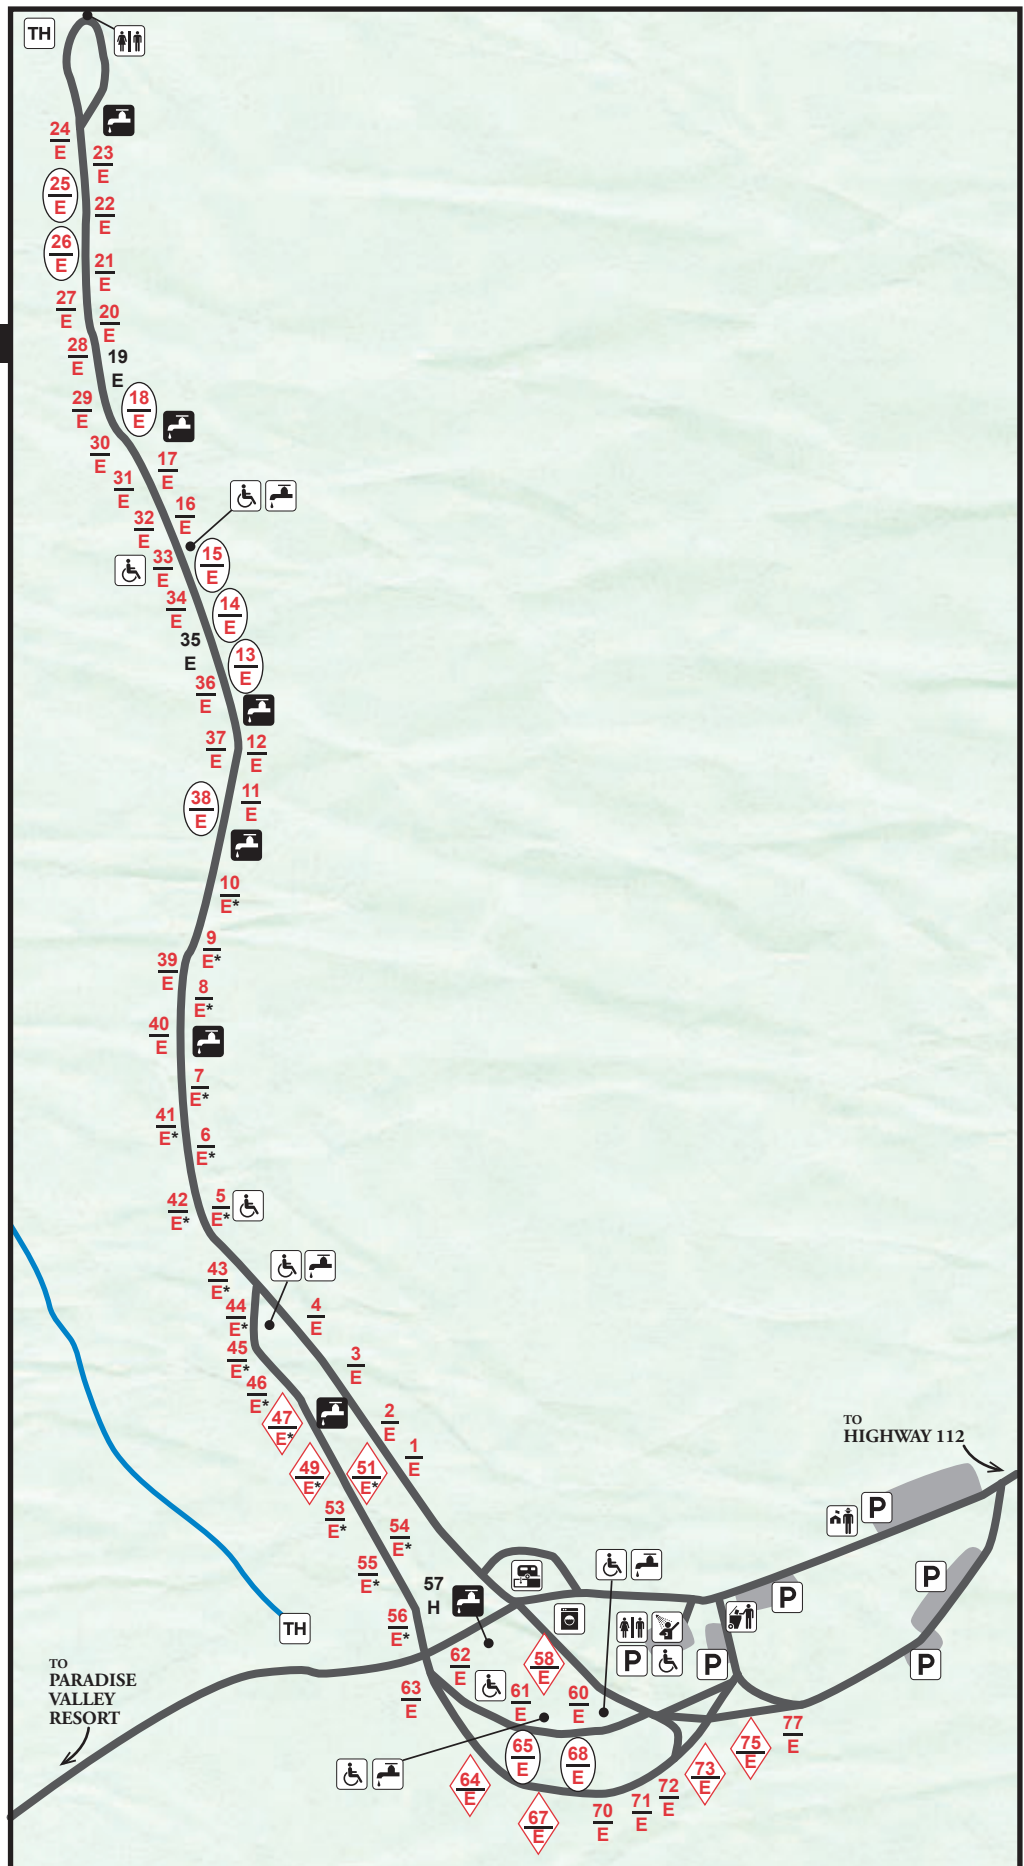 TH
24
E
23
E
25
E
22
E
26
E
21
E
27
E
20
E
28
E
19
E
29
E
18
E
30
E
17
E
31
E
16
E
32
E
33
E
15
E
34
E
14
E
35
E
13
E
36
E
37
E
12
E
38
E
11
E
10
E*
9
E*
39
E
8
E*
40
E
7
E*
41
E*
6
E*
42
E*
5
E*
43
E*
44
E*
4
E
45
E*
3
E
46
E*
47
E*
2
E
1
E
49
E*
51
E*
53
E*
54
E*
55
E*
57
H
56
E*
TO
HIGHWAY 112
P
P
P
P
P
P
TH
TO
PARADISE
VALLEY
RESORT
62
E
58
E
63
E
61
E
60
E
65
E
68
E
64
E
67
E
70
E
71
E
72
E
73
E
75
E
77
E